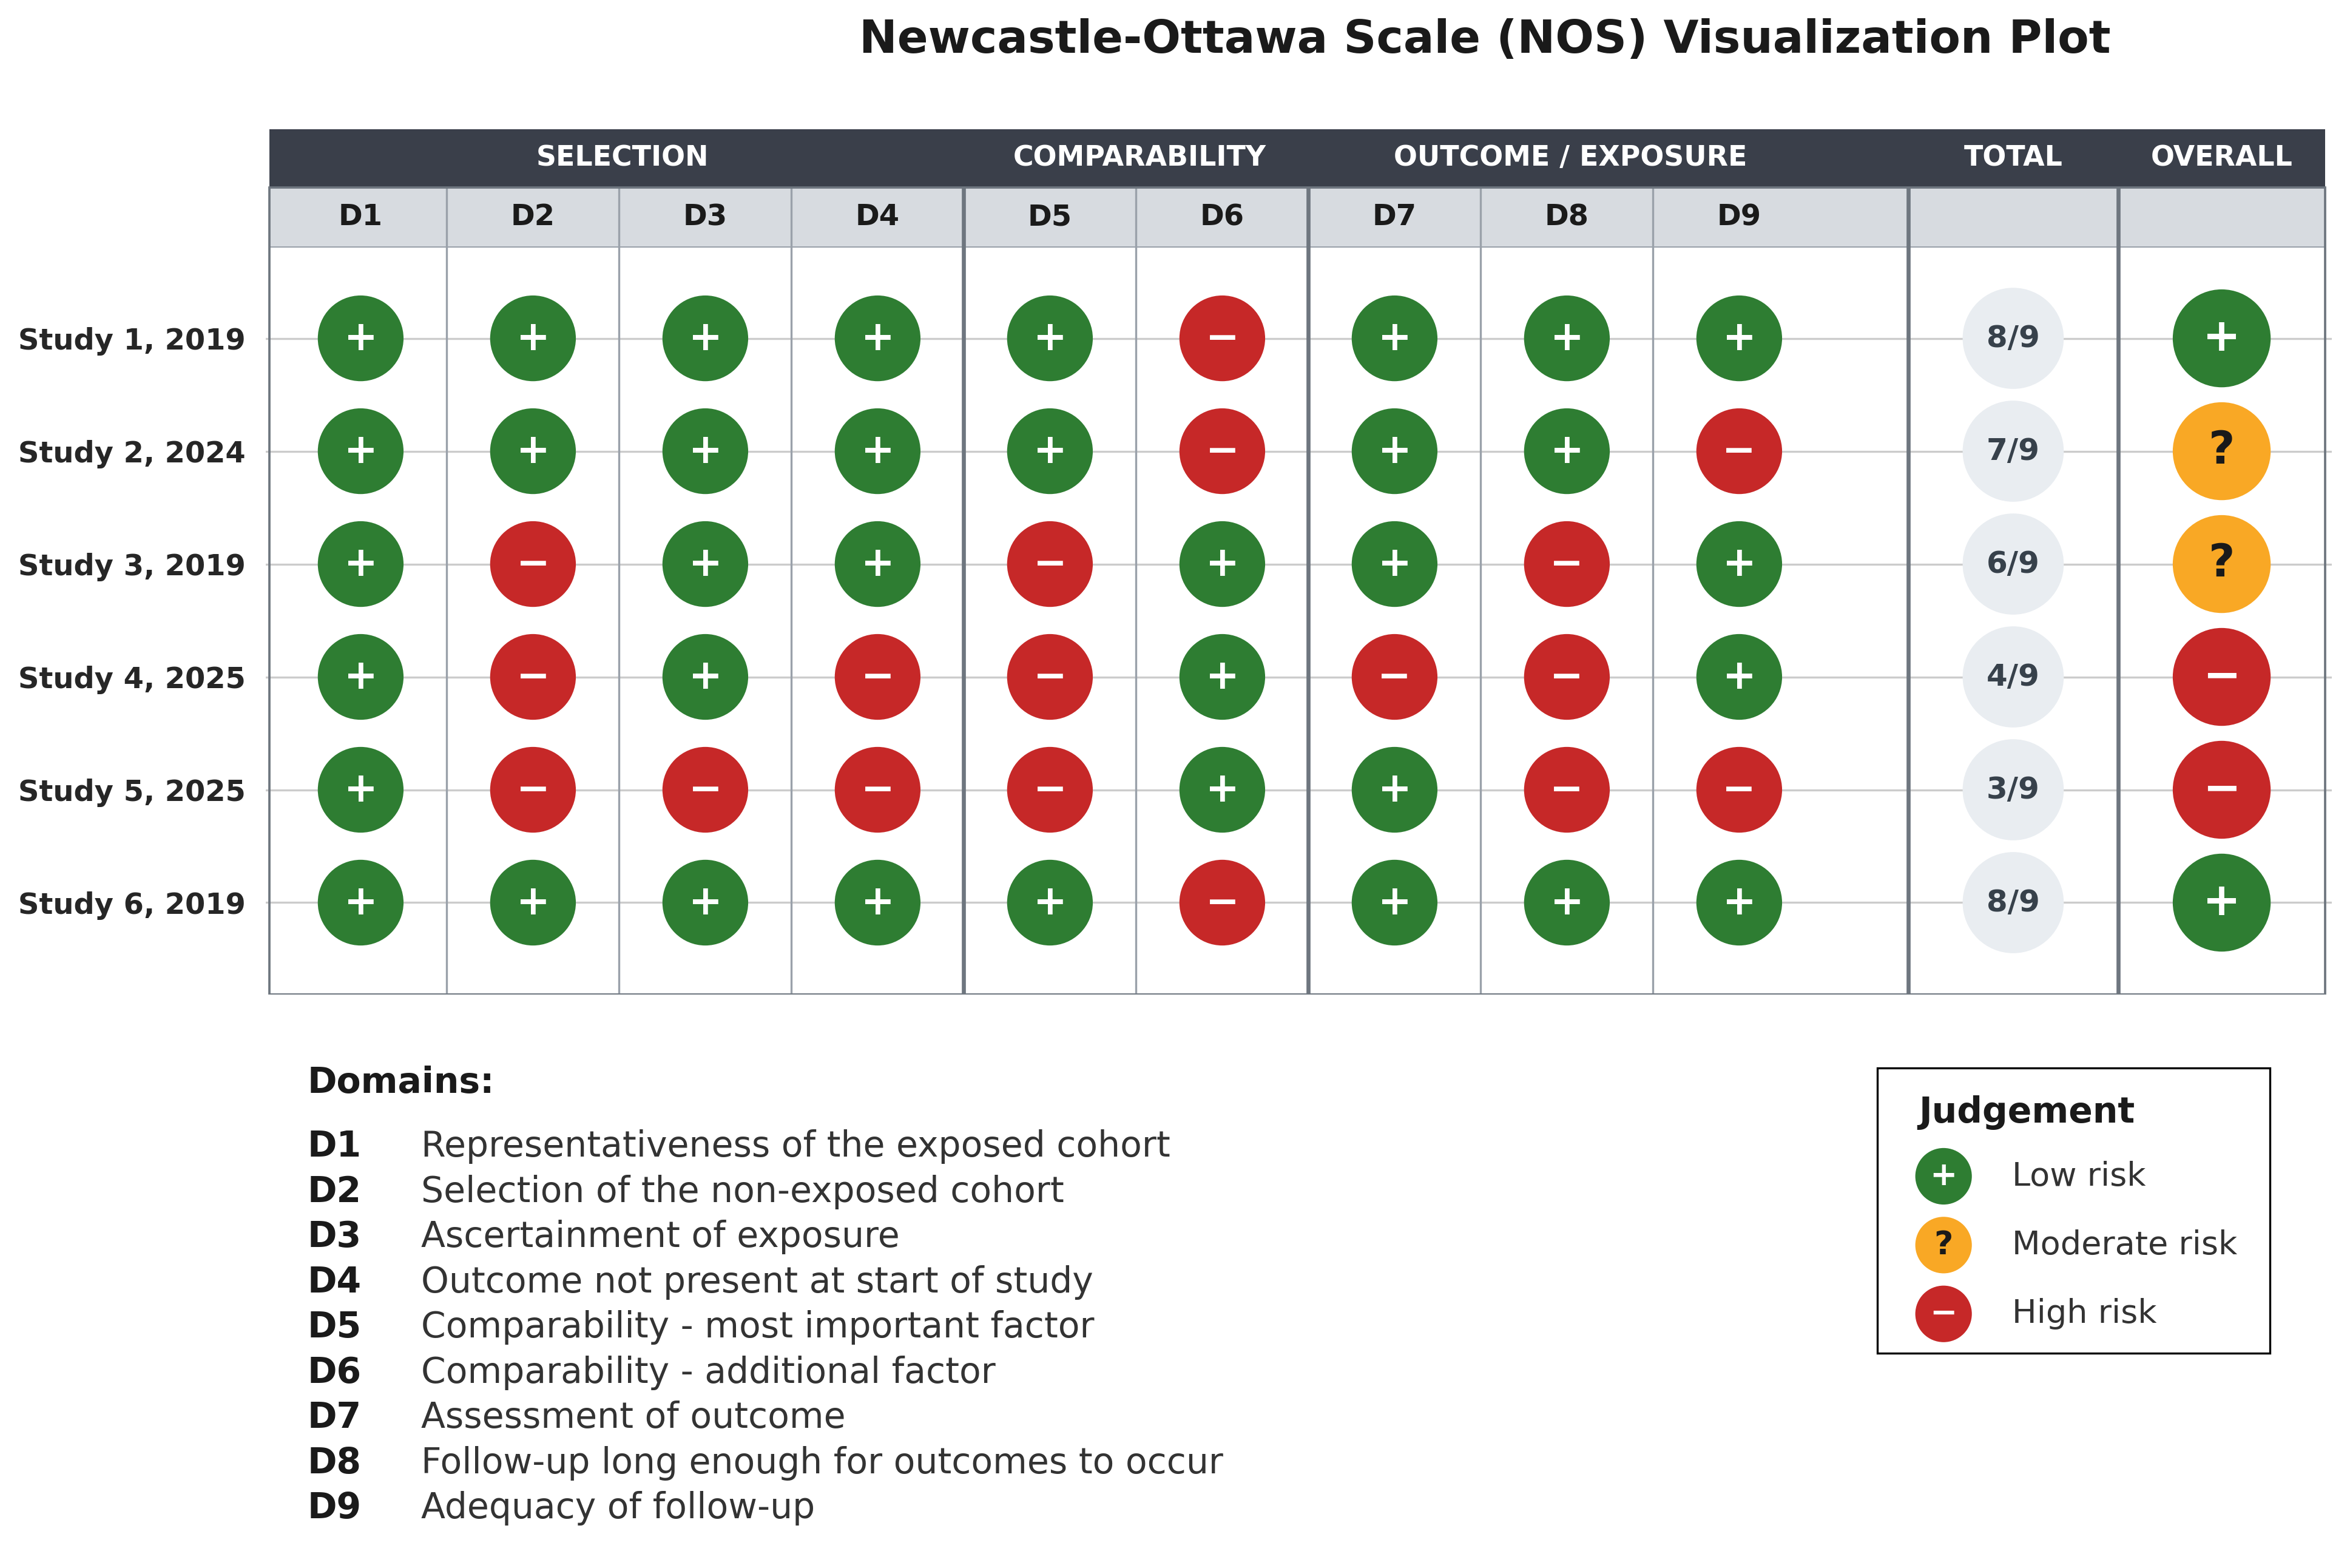 Newcastle-Ottawa Scale (NOS) Visualization Plot
SELECTION COMPARABILITY OUTCOME / EXPOSURE TOTAL OVERALL
D1 D2 D3 D4 D5 D6 D7 D8 D9
Study 1, 2019 + + + + + − + + + 8/9 +
Study 2, 2024 + + + + + − + + − 7/9 ?
Study 3, 2019 + − + + − + + − + 6/9 ?
Study 4, 2025 + − + − − + − − + 4/9 −
Study 5, 2025 + − − − − + + − − 3/9 −
Study 6, 2019 + + + + + − + + + 8/9 +
Domains:
D1 Representativeness of the exposed cohort
D2 Selection of the non-exposed cohort
D3 Ascertainment of exposure
D4 Outcome not present at start of study
D5 Comparability - most important factor
D6 Comparability - additional factor
D7 Assessment of outcome
D8 Follow-up long enough for outcomes to occur
D9 Adequacy of follow-up
Judgement
+ Low risk
? Moderate risk
− High risk